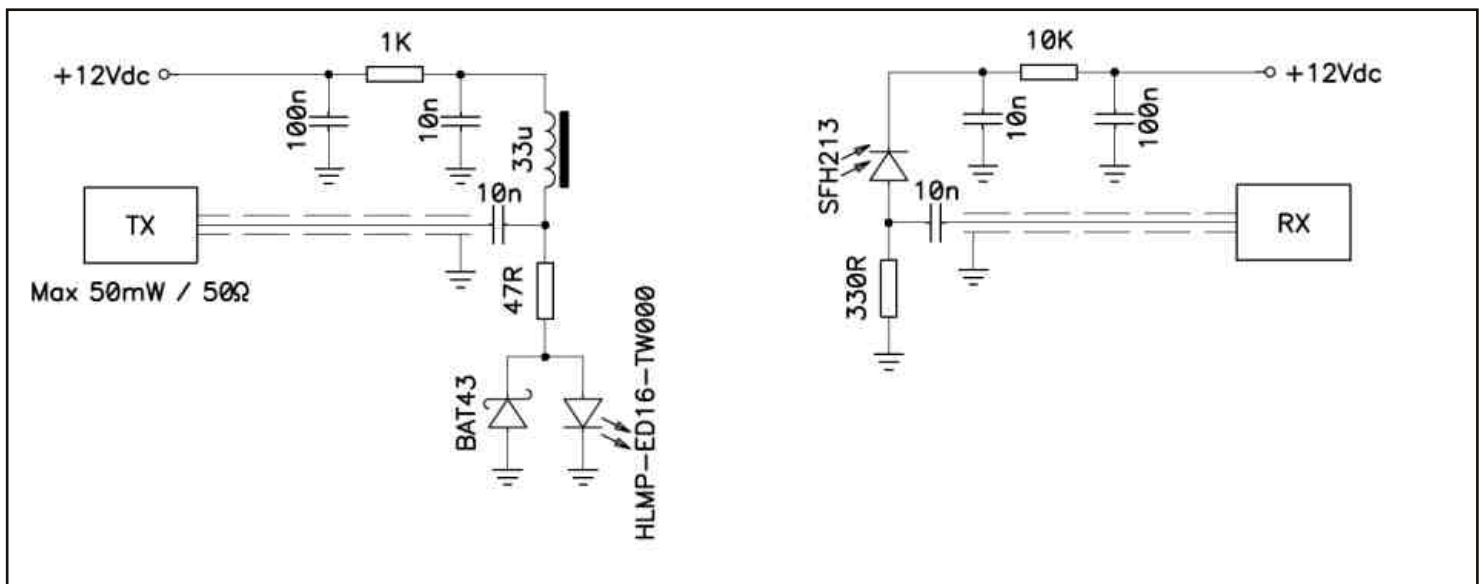 1K
+12Vdc
100n
10n
33u
10n
TX
Max 50mW / 50Ω
47R
BAT43
HLMP-ED16-TW000
10K
+12Vdc
10n
100n
SFH213
10n
RX
330R